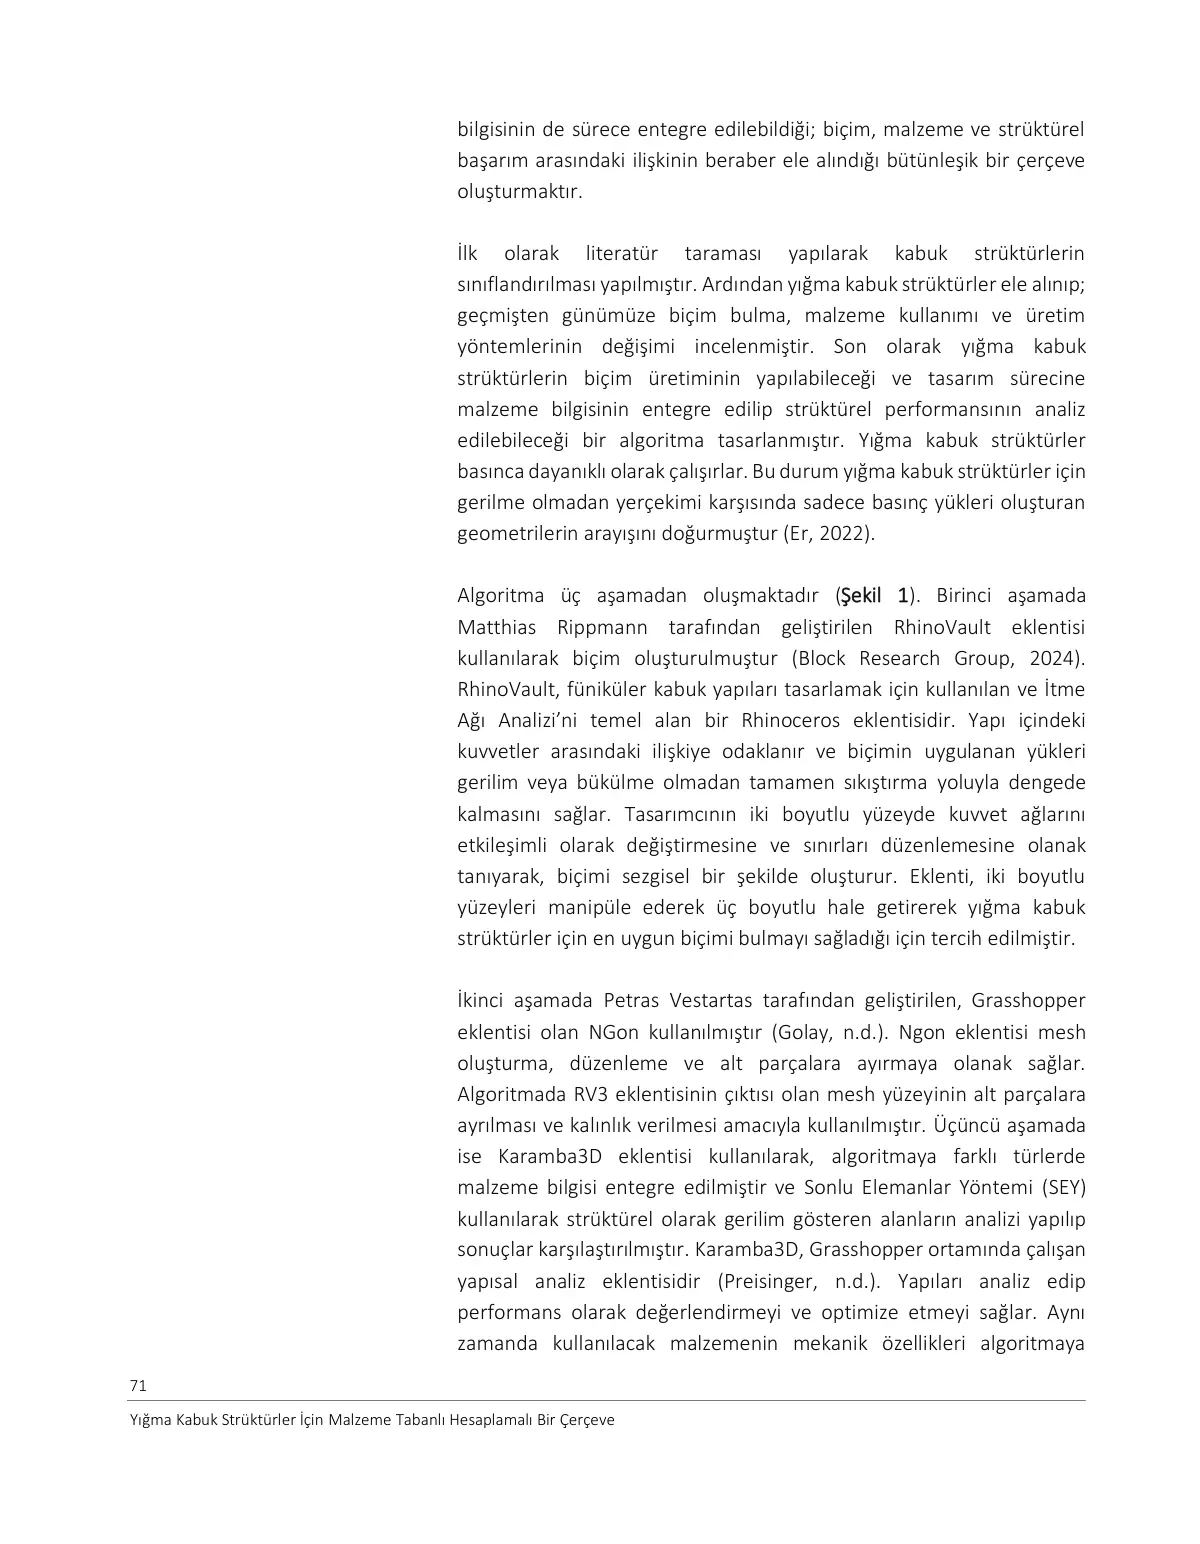 bilgisinin de sürece entegre edilebildiği; biçim, malzeme ve strüktürel
başarım arasındaki ilişkinin beraber ele alındığı bütünleşik bir çerçeve
oluşturmaktır.
İlk olarak literatür taraması yapılarak kabuk strüktürlerin
sınıflandırılması yapılmıştır. Ardından yığma kabuk strüktürler ele alınıp;
geçmişten günümüze biçim bulma, malzeme kullanımı ve üretim
yöntemlerinin değişimi incelenmiştir. Son olarak yığma kabuk
strüktürlerin biçim üretiminin yapılabileceği ve tasarım sürecine
malzeme bilgisinin entegre edilip strüktürel performansının analiz
edilebileceği bir algoritma tasarlanmıştır. Yığma kabuk strüktürler
basınca dayanıklı olarak çalışırlar. Bu durum yığma kabuk strüktürler için
gerilme olmadan yerçekimi karşısında sadece basınç yükleri oluşturan
geometrilerin arayışını doğurmuştur (Er, 2022).
Algoritma üç aşamadan oluşmaktadır (Şekil 1). Birinci aşamada
Matthias Rippmann tarafından geliştirilen RhinoVault eklentisi
kullanılarak biçim oluşturulmuştur (Block Research Group, 2024).
RhinoVault, füniküler kabuk yapıları tasarlamak için kullanılan ve İtme
Ağı Analizi’ni temel alan bir Rhinoceros eklentisidir. Yapı içindeki
kuvvetler arasındaki ilişkiye odaklanır ve biçimin uygulanan yükleri
gerilim veya bükülme olmadan tamamen sıkıştırma yoluyla dengede
kalmasını sağlar. Tasarımcının iki boyutlu yüzeyde kuvvet ağlarını
etkileşimli olarak değiştirmesine ve sınırları düzenlemesine olanak
tanıyarak, biçimi sezgisel bir şekilde oluşturur. Eklenti, iki boyutlu
yüzeyleri manipüle ederek üç boyutlu hale getirerek yığma kabuk
strüktürler için en uygun biçimi bulmayı sağladığı için tercih edilmiştir.
İkinci aşamada Petras Vestartas tarafından geliştirilen, Grasshopper
eklentisi olan NGon kullanılmıştır (Golay, n.d.). Ngon eklentisi mesh
oluşturma, düzenleme ve alt parçalara ayırmaya olanak sağlar.
Algoritmada RV3 eklentisinin çıktısı olan mesh yüzeyinin alt parçalara
ayrılması ve kalınlık verilmesi amacıyla kullanılmıştır. Üçüncü aşamada
ise Karamba3D eklentisi kullanılarak, algoritmaya farklı türlerde
malzeme bilgisi entegre edilmiştir ve Sonlu Elemanlar Yöntemi (SEY)
kullanılarak strüktürel olarak gerilim gösteren alanların analizi yapılıp
sonuçlar karşılaştırılmıştır. Karamba3D, Grasshopper ortamında çalışan
yapısal analiz eklentisidir (Preisinger, n.d.). Yapıları analiz edip
performans olarak değerlendirmeyi ve optimize etmeyi sağlar. Aynı
zamanda kullanılacak malzemenin mekanik özellikleri algoritmaya
71
Yığma Kabuk Strüktürler İçin Malzeme Tabanlı Hesaplamalı Bir Çerçeve